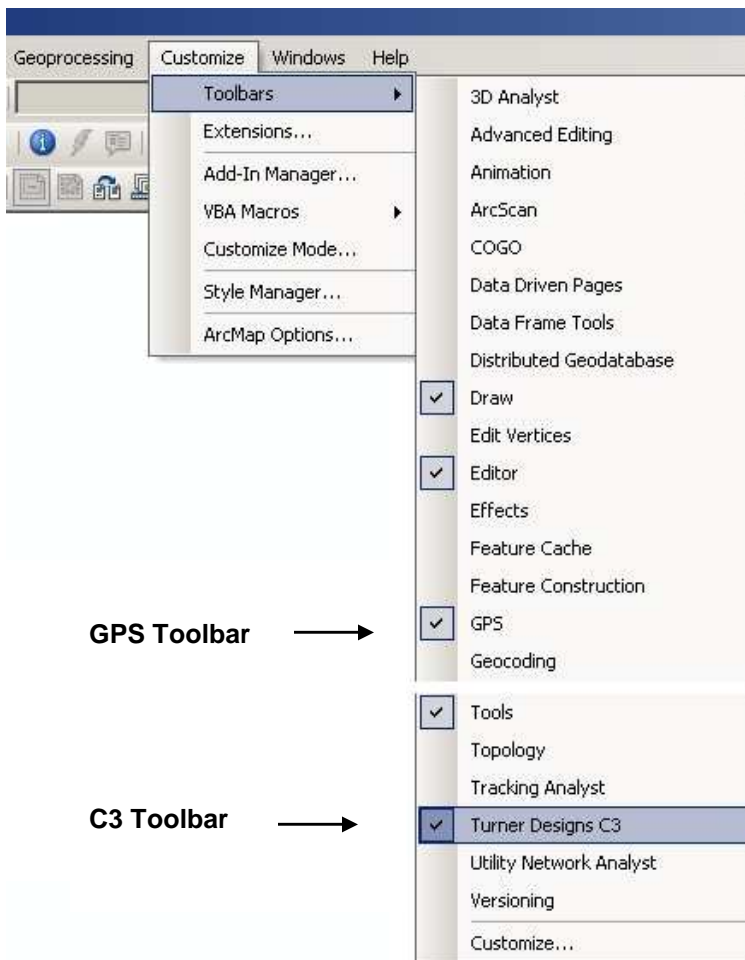 Geoprocessing Customize Windows Help
Toolbars
Extensions...
Add-In Manager...
VBA Macros
Customize Mode...
Style Manager...
ArcMap Options...
3D Analyst
Advanced Editing
Animation
ArcScan
COGO
Data Driven Pages
Data Frame Tools
Distributed Geodatabase
Draw
Edit Vertices
Editor
Effects
Feature Cache
Feature Construction
GPS Toolbar
GPS
Geocoding
Tools
Topology
Tracking Analyst
C3 Toolbar
Turner Designs C3
Utility Network Analyst
Versioning
Customize...